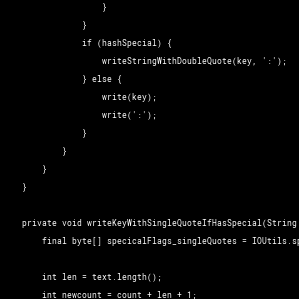 }
}
if (hashSpecial) {
writeStringWithDoubleQuote(key, ':');
} else {
write(key);
write(':');
}
}
}
}
private void writeKeyWithSingleQuoteIfHasSpecial(String
final byte[] specicalFlags_singleQuotes = IOUtils.sp
int len = text.length();
int newcount = count + len + 1;